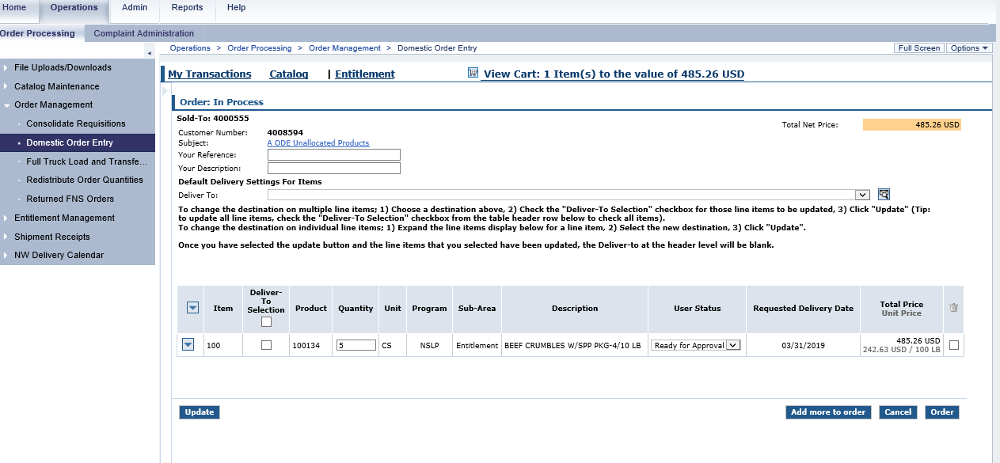 Home Operations Admin Reports Help
Order Processing Complaint Administration
Operations > Order Processing > Order Management > Domestic Order Entry Full Screen Options
File Uploads/Downloads
Catalog Maintenance
Order Management
Consolidate Requisitions
Domestic Order Entry
Full Truck Load and Transfe...
Redistribute Order Quantities
Returned FNS Orders
Entitlement Management
Shipment Receipts
NW Delivery Calendar
My Transactions Catalog | Entitlement View Cart: 1 Item(s) to the value of 485.26 USD
Order: In Process
Sold-To: 4000555
Total Net Price: 485.26 USD
Customer Number: 4008594
Subject: A ODE Unallocated Products
Your Reference:
Your Description:
Default Delivery Settings For Items
Deliver To:
To change the destination on multiple line items; 1) Choose a destination above, 2) Check the "Deliver-To Selection" checkbox for those line items to be updated, 3) Click "Update" (Tip:
to update all line items, check the "Deliver-To Selection" checkbox from the table header row below to check all items).
To change the destination on individual line items; 1) Expand the line items display below for a line item, 2) Select the new destination, 3) Click "Update".
Once you have selected the update button and the line items that you selected have been updated, the Deliver-to at the header level will be blank.
Item Deliver-To Selection Product Quantity Unit Program Sub-Area Description User Status Requested Delivery Date Total Price Unit Price
100 100134 5 CS NSLP Entitlement BEEF CRUMBLES W/SPP PKG-4/10 LB Ready for Approval 03/31/2019 485.26 USD
242.63 USD / 100 LB
Update Add more to order Cancel Order